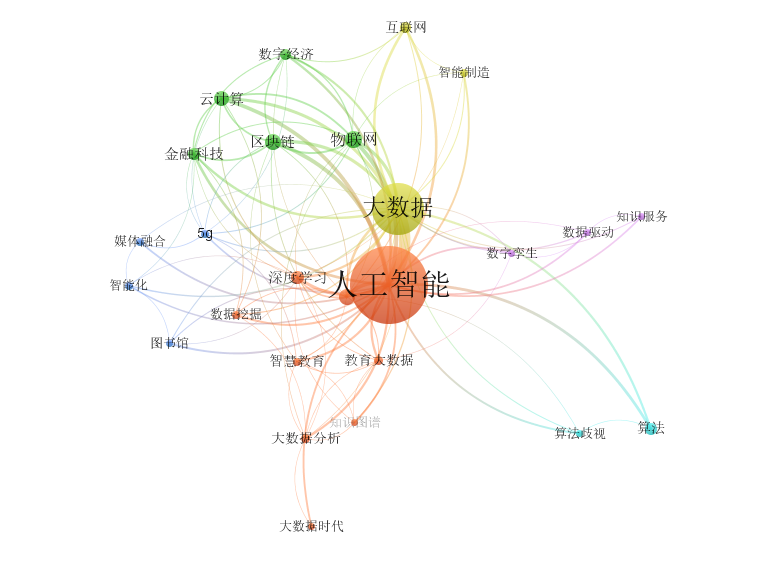 互联网
数字经济
智能制造
云计算
区块链
物联网
金融科技
大数据
知识服务
数据驱动
5g
媒体融合
数字孪生
深度学习
人工智能
智能化
数据挖掘
图书馆
智慧教育
教育大数据
知识图谱
算法
算法歧视
大数据分析
大数据时代